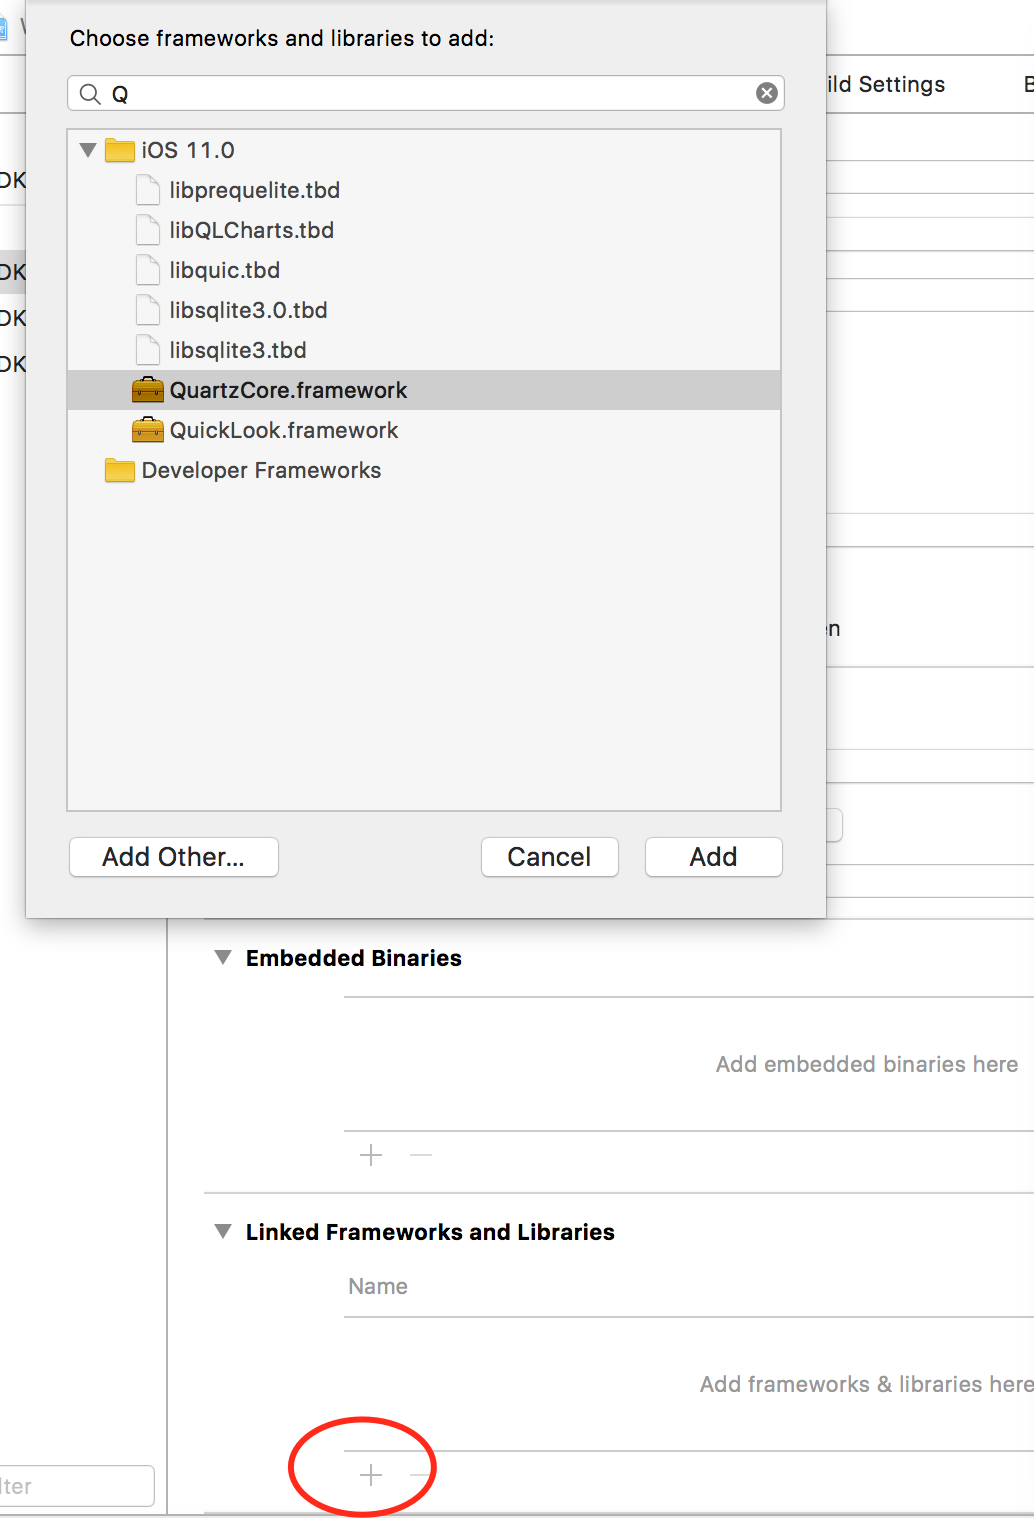 Choose frameworks and libraries to add:
Q
ild Settings
iOS 11.0
libprequelite.tbd
DK
libQLCharts.tbd
libquic.tbd
DK
libsqlite3.0.tbd
DK
libsqlite3.tbd
DK
QuartzCore.framework
QuickLook.framework
Developer Frameworks
en
Add Other...
Cancel
Add
Embedded Binaries
Add embedded binaries here
Linked Frameworks and Libraries
Name
Add frameworks & libraries here
lter